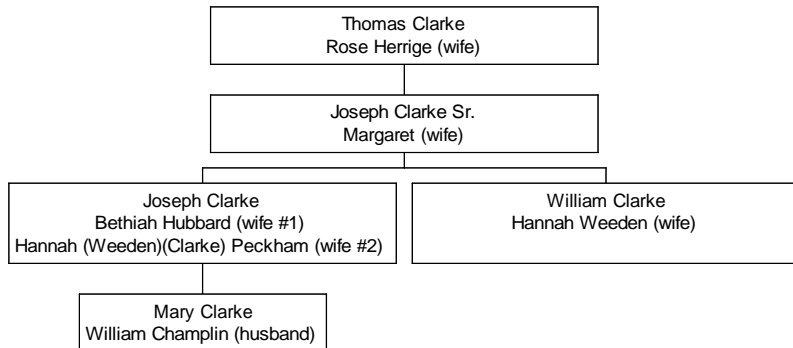 Thomas Clarke
Rose Herrige (wife)
Joseph Clarke Sr.
Margaret (wife)
Joseph Clarke
Bethiah Hubbard (wife #1)
Hannah (Weeden)(Clarke) Peckham (wife #2)
William Clarke
Hannah Weeden (wife)
Mary Clarke
William Champlin (husband)